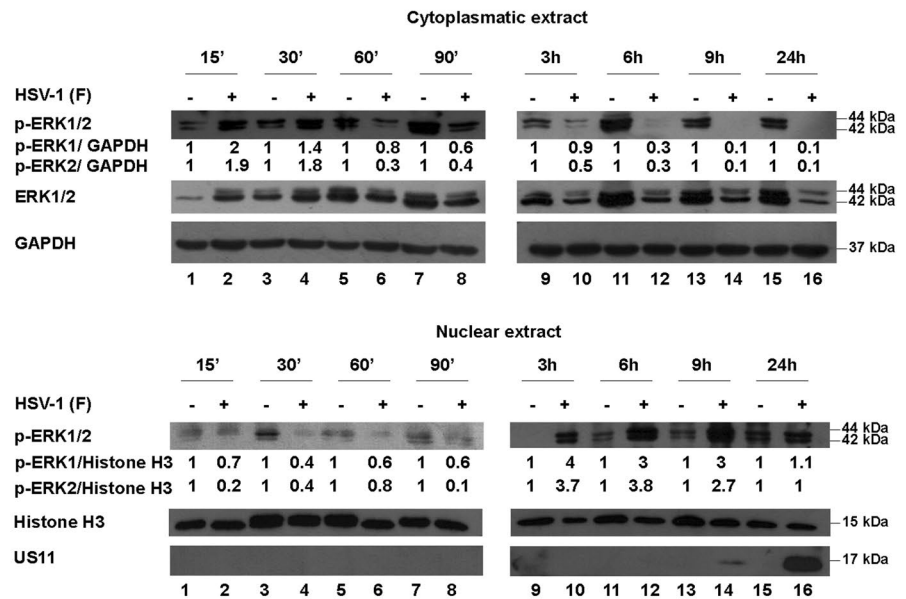 Cytoplasmatic extract
15’ 30’ 60’ 90’ 3h 6h 9h 24h
HSV-1 (F) - + - + - + - + - + - + - + - +
p-ERK1/2 44 kDa
42 kDa
p-ERK1/ GAPDH 1 2 1 1.4 1 0.8 1 0.6 1 0.9 1 0.3 1 0.1 1 0.1
p-ERK2/ GAPDH 1 1.9 1 1.8 1 0.3 1 0.4 1 0.5 1 0.3 1 0.1 1 0.1
ERK1/2 44 kDa
42 kDa
GAPDH 37 kDa
1 2 3 4 5 6 7 8 9 10 11 12 13 14 15 16
Nuclear extract
15’ 30’ 60’ 90’ 3h 6h 9h 24h
HSV-1 (F) - + - + - + - + - + - + - + - +
p-ERK1/2 44 kDa
42 kDa
p-ERK1/Histone H3 1 0.7 1 0.4 1 0.6 1 0.6 1 4 1 3 1 3 1 1.1
p-ERK2/Histone H3 1 0.2 1 0.4 1 0.8 1 0.1 1 3.7 1 3.8 1 2.7 1 1
Histone H3 15 kDa
US11 17 kDa
1 2 3 4 5 6 7 8 9 10 11 12 13 14 15 16